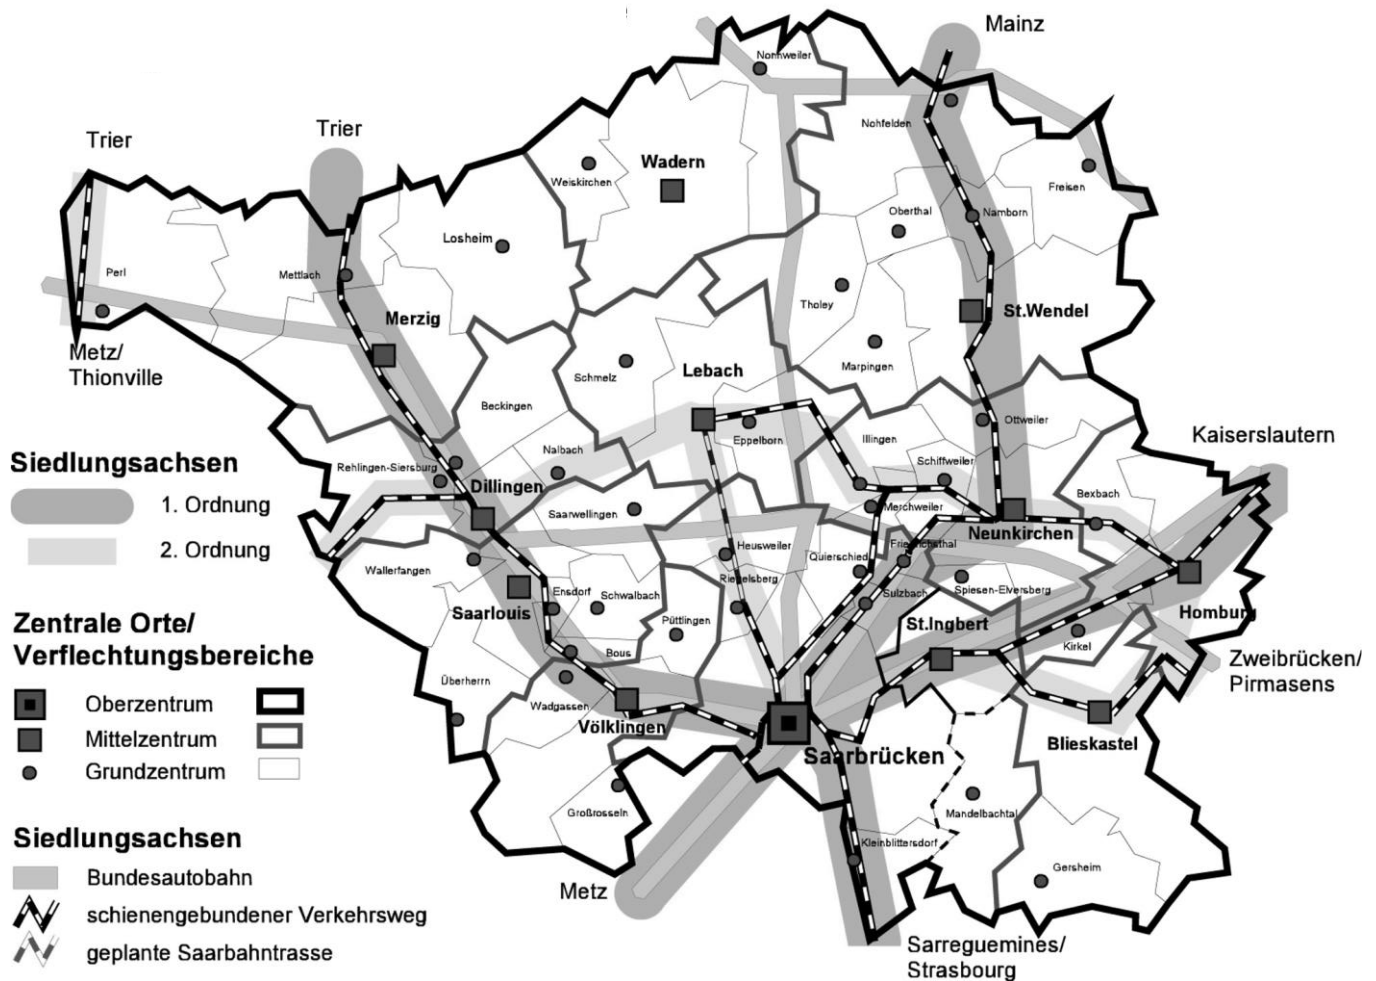 Mainz
Nonnweiler
Trier
Trier
Nohfelden
Wadern
Weiskirchen
Freisen
Oberthal
Namborn
Losheim
Perl
Mettlach
Tholey
St.Wendel
Merzig
Metz/
Thionville
Marpingen
Lebach
Schmelz
Beckingen
Ottweiler
Eppelborn
Illingen
Kaiserslautern
Nalbach
Siedlungsachsen
Rehlingen-Siersburg
Schiffweiler
Dillingen
Bexbach
1. Ordnung
Saarwellingen
Merchweiler
Neunkirchen
2. Ordnung
Heusweiler
Friedrichsthal
Quierschied
Wallerfangen
Riegelsberg
Spiesen-Elversberg
Ensdorf
Schwalbach
Sulzbach
Saarlouis
Homburg
Zentrale Orte/
Verflechtungsbereiche
Püttlingen
St.Ingbert
Kirkel
Bous
Zweibrücken/
Pirmasens
Überherrn
Oberzentrum
Wadgassen
Völklingen
Mittelzentrum
Blieskastel
Saarbrücken
Grundzentrum
Großrosseln
Mandelbachtal
Siedlungsachsen
Kleinblittersdorf
Gersheim
Bundesautobahn
Metz
schienengebundener Verkehrsweg
Sarreguemines/
Strasbourg
geplante Saarbahntrasse